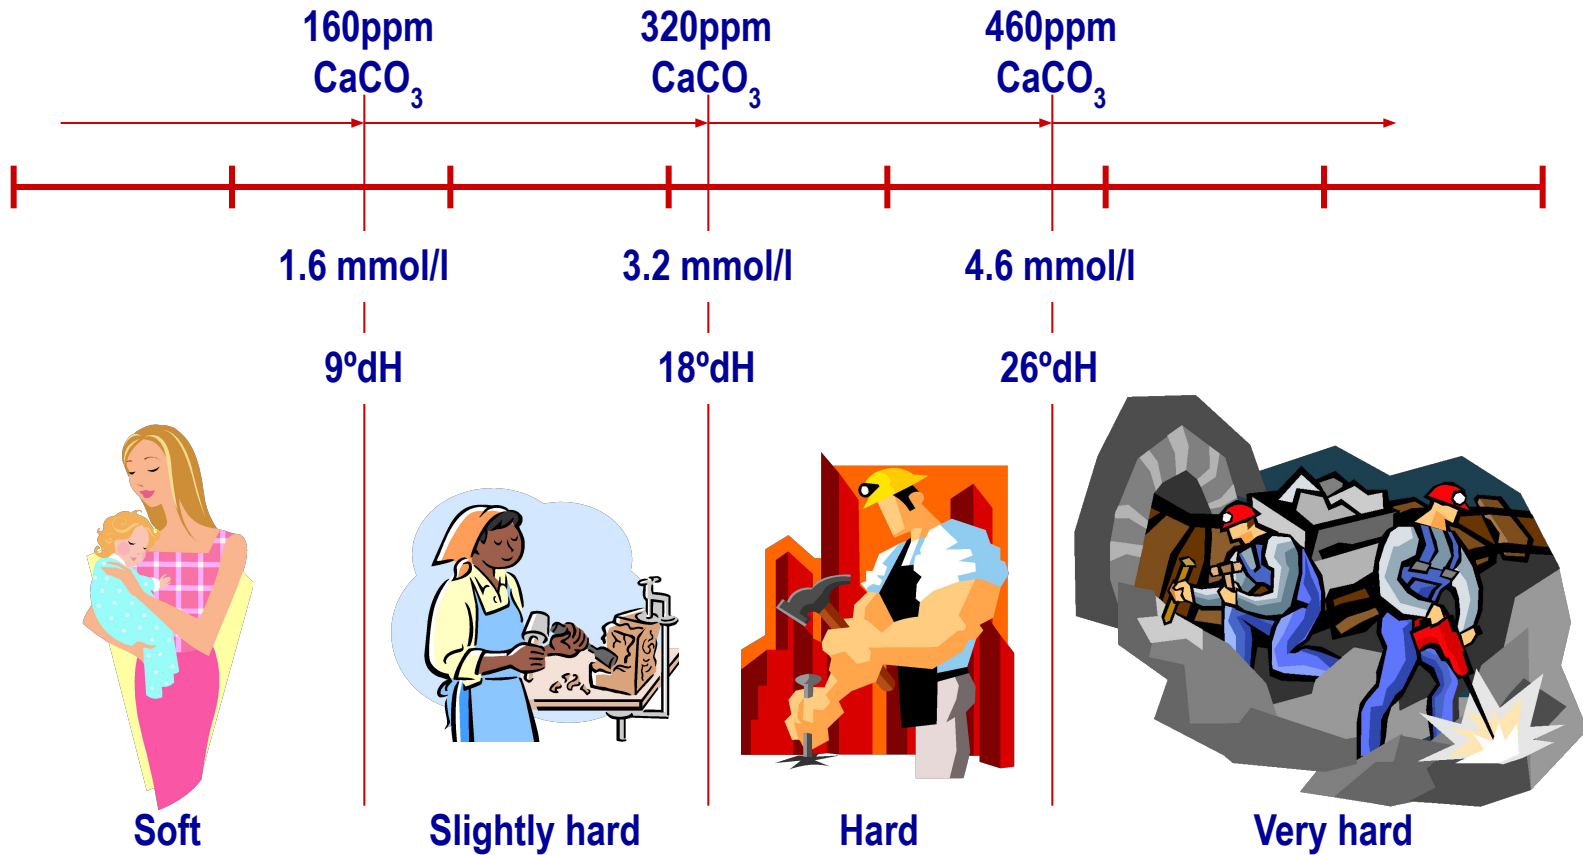 160ppm
CaCO₃
320ppm
CaCO₃
460ppm
CaCO₃
1.6 mmol/l
3.2 mmol/l
4.6 mmol/l
9ºdH
18ºdH
26ºdH
Soft
Slightly hard
Hard
Very hard